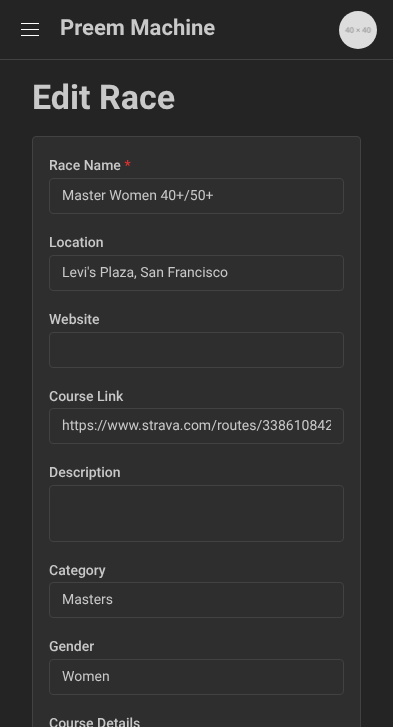 Preem Machine
40 × 40
Edit Race
Race Name *
Master Women 40+/50+
Location
Levi's Plaza, San Francisco
Website
Course Link
https://www.strava.com/routes/338610842
Description
Category
Masters
Gender
Women
Course Details